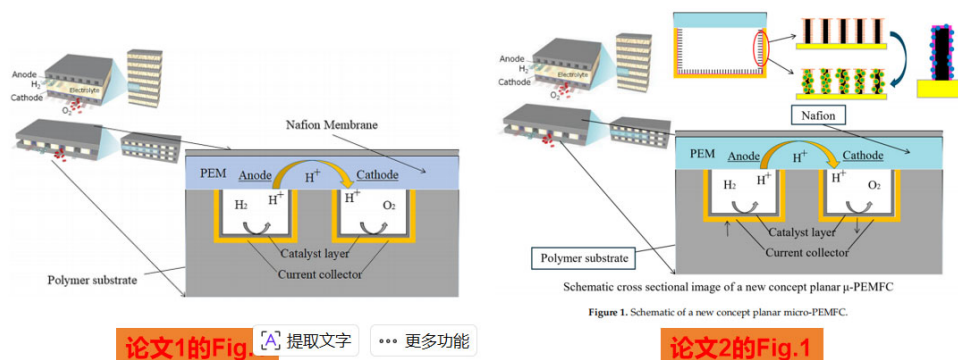 Anode
H₂
Electrolyte
Cathode
O₂
Nafion Membrane
PEM
Anode
H⁺
Cathode
H₂
H⁺
H⁺
O₂
Catalyst layer
Current collector
Polymer substrate
论文1的Fig.
提取文字
更多功能
Anode
H₂
Electrolyte
Cathode
O₂
Nafion
PEM
Anode
H⁺
Cathode
H₂
H⁺
H⁺
O₂
Catalyst layer
Current collector
Polymer substrate
Schematic cross sectional image of a new concept planar μ-PEMFC
Figure 1. Schematic of a new concept planar micro-PEMFC.
论文2的Fig.1